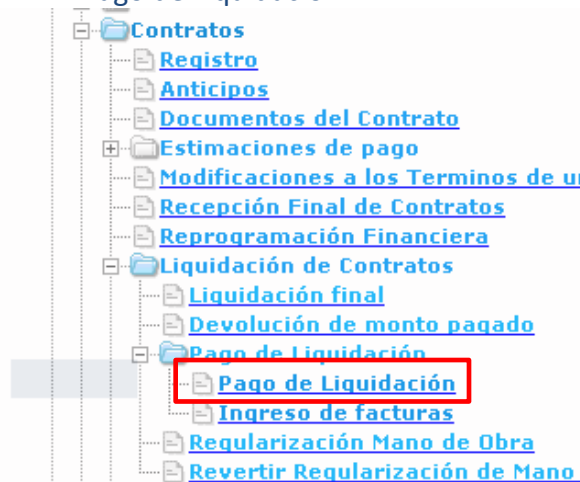 Contratos
Registro
Anticipos
Documentos del Contrato
Estimaciones de pago
Modificaciones a los Terminos de
Recepción Final de Contratos
Reprogramación Financiera
Liquidación de Contratos
Liquidación final
Devolución de monto pagado
Pago de Liquidación
Pago de Liquidación
Ingreso de facturas
Regularización Mano de Obra
Revertir Regularización de Mano